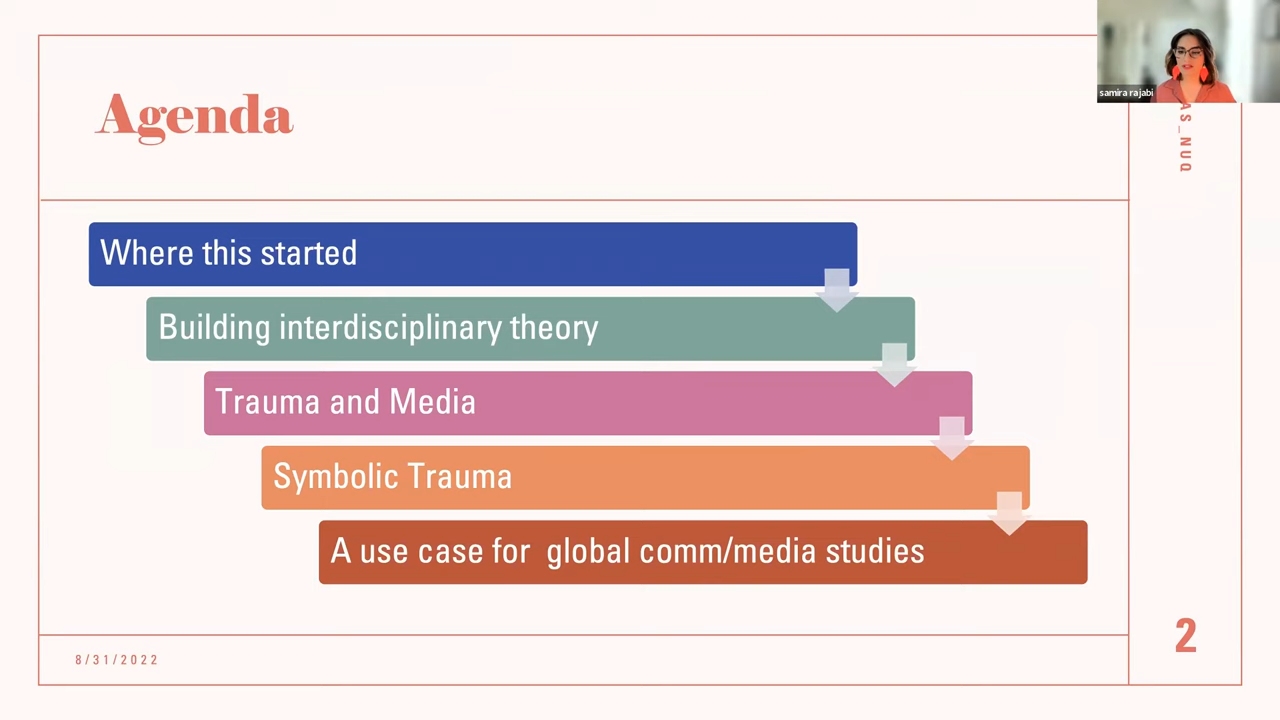 Agenda
samira rajabi
AS_NUQ
Where this started
Building interdisciplinary theory
Trauma and Media
Symbolic Trauma
A use case for global comm/media studies
8/31/2022
2